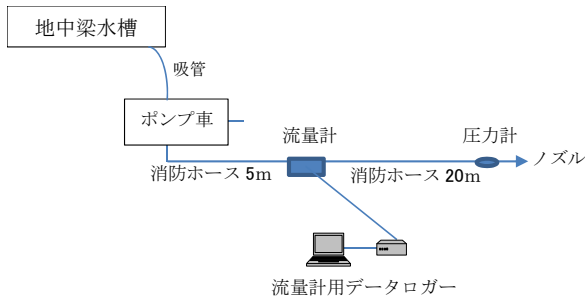 地中梁水槽
吸管
ポンプ車
流量計
圧力計
ノズル
消防ホース 5m
消防ホース 20m
流量計用データロガー